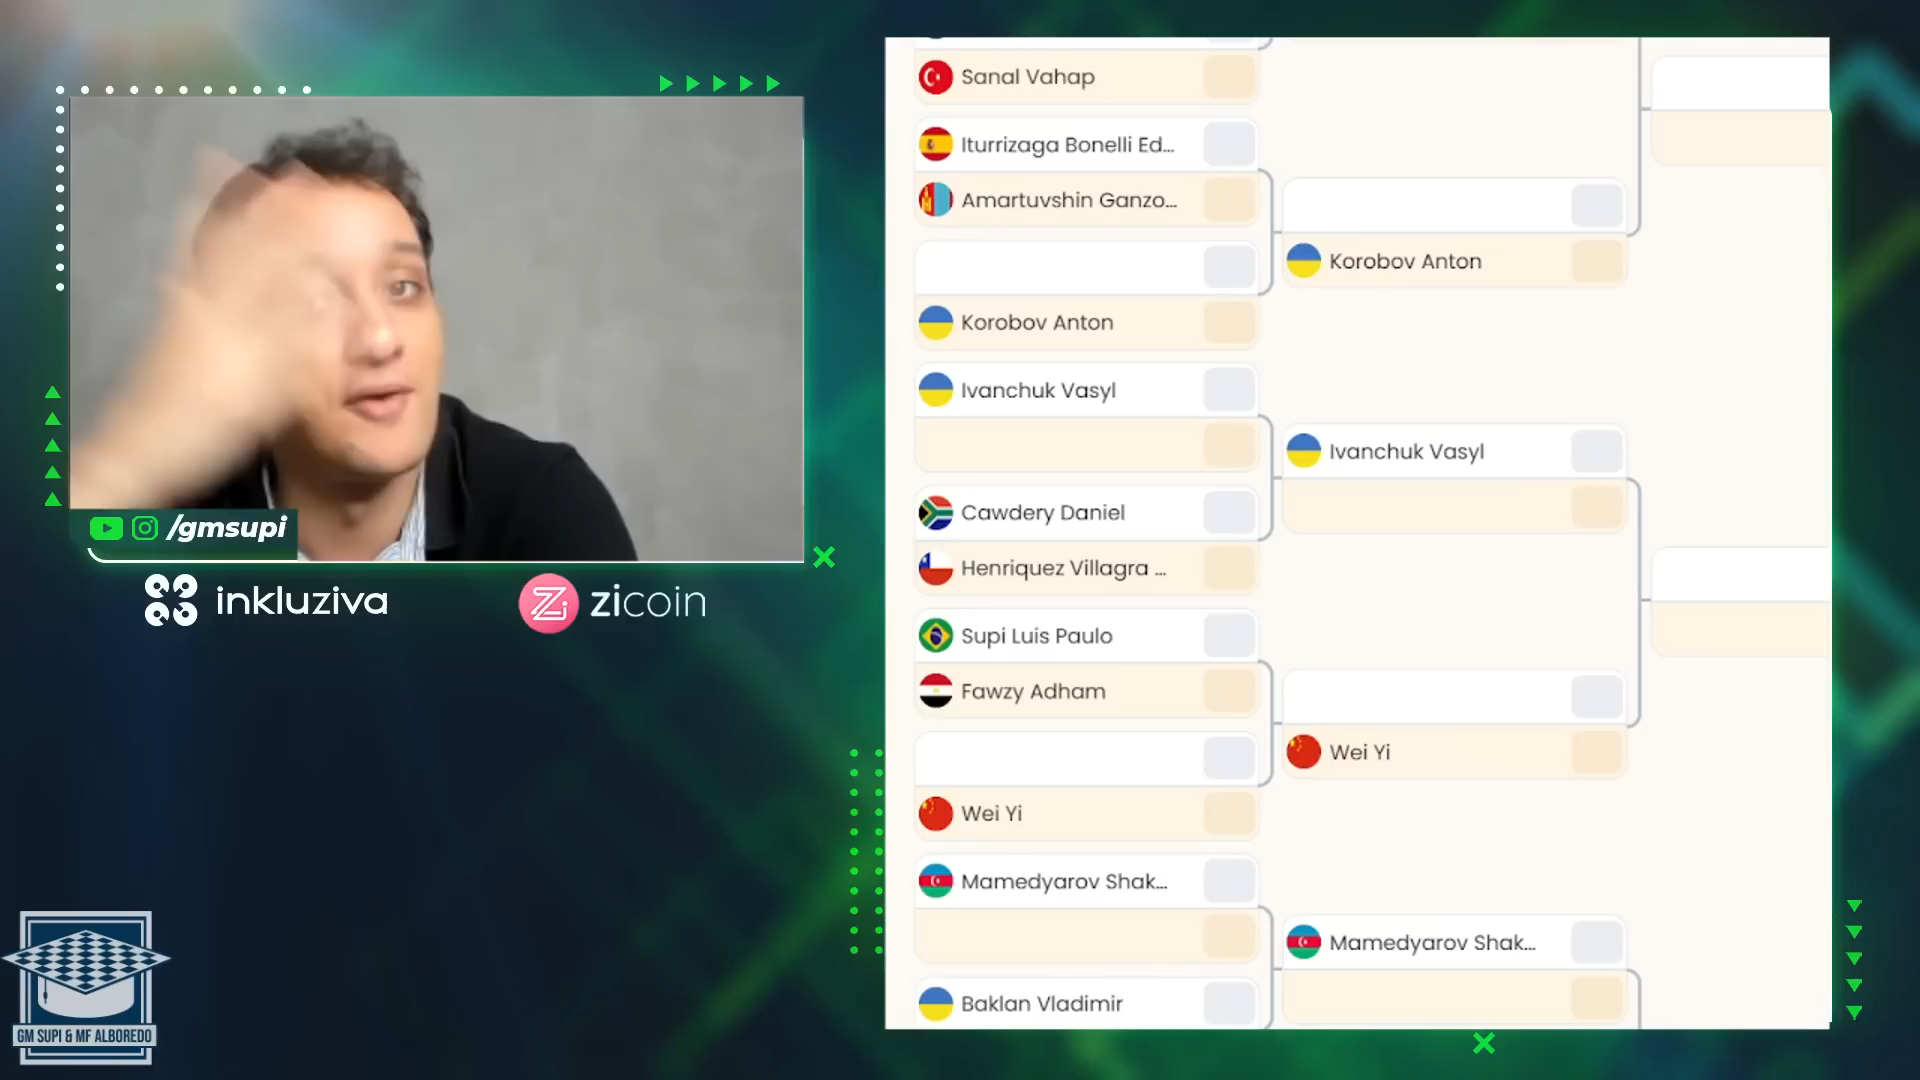 /gmsupi
inkluziva
zicoin
GM SUPI & MF ALBOREDO
Sanal Vahap
Iturrizaga Bonelli Ed...
Amartuvshin Ganzo...
Korobov Anton
Ivanchuk Vasyl
Cawdery Daniel
Henriquez Villagra ...
Supi Luis Paulo
Fawzy Adham
Wei Yi
Mamedyarov Shak...
Baklan Vladimir
Korobov Anton
Ivanchuk Vasyl
Wei Yi
Mamedyarov Shak...